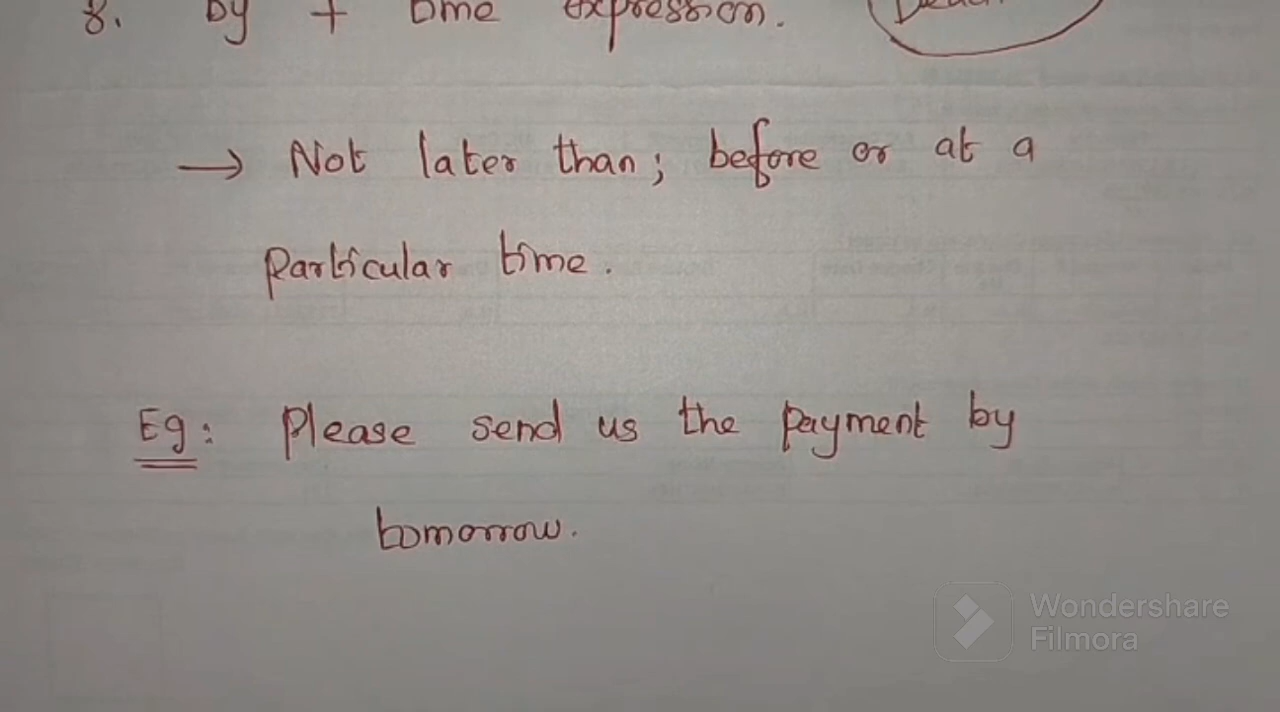 8. by + time expression.
→ Not later than; before or at a
particular time.
Eg: Please send us the payment by
tomorrow.
Wondershare
Filmora